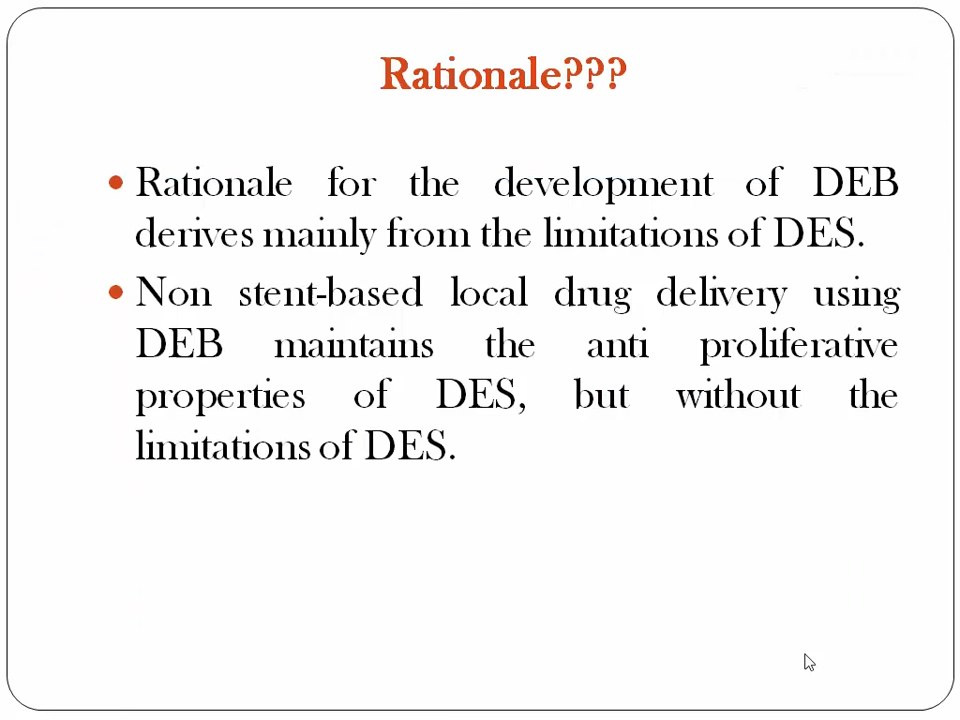 Rationale???
Rationale for the development of DEB
derives mainly from the limitations of DES.
Non stent-based local drug delivery using
DEB maintains the anti proliferative
properties of DES, but without the
limitations of DES.